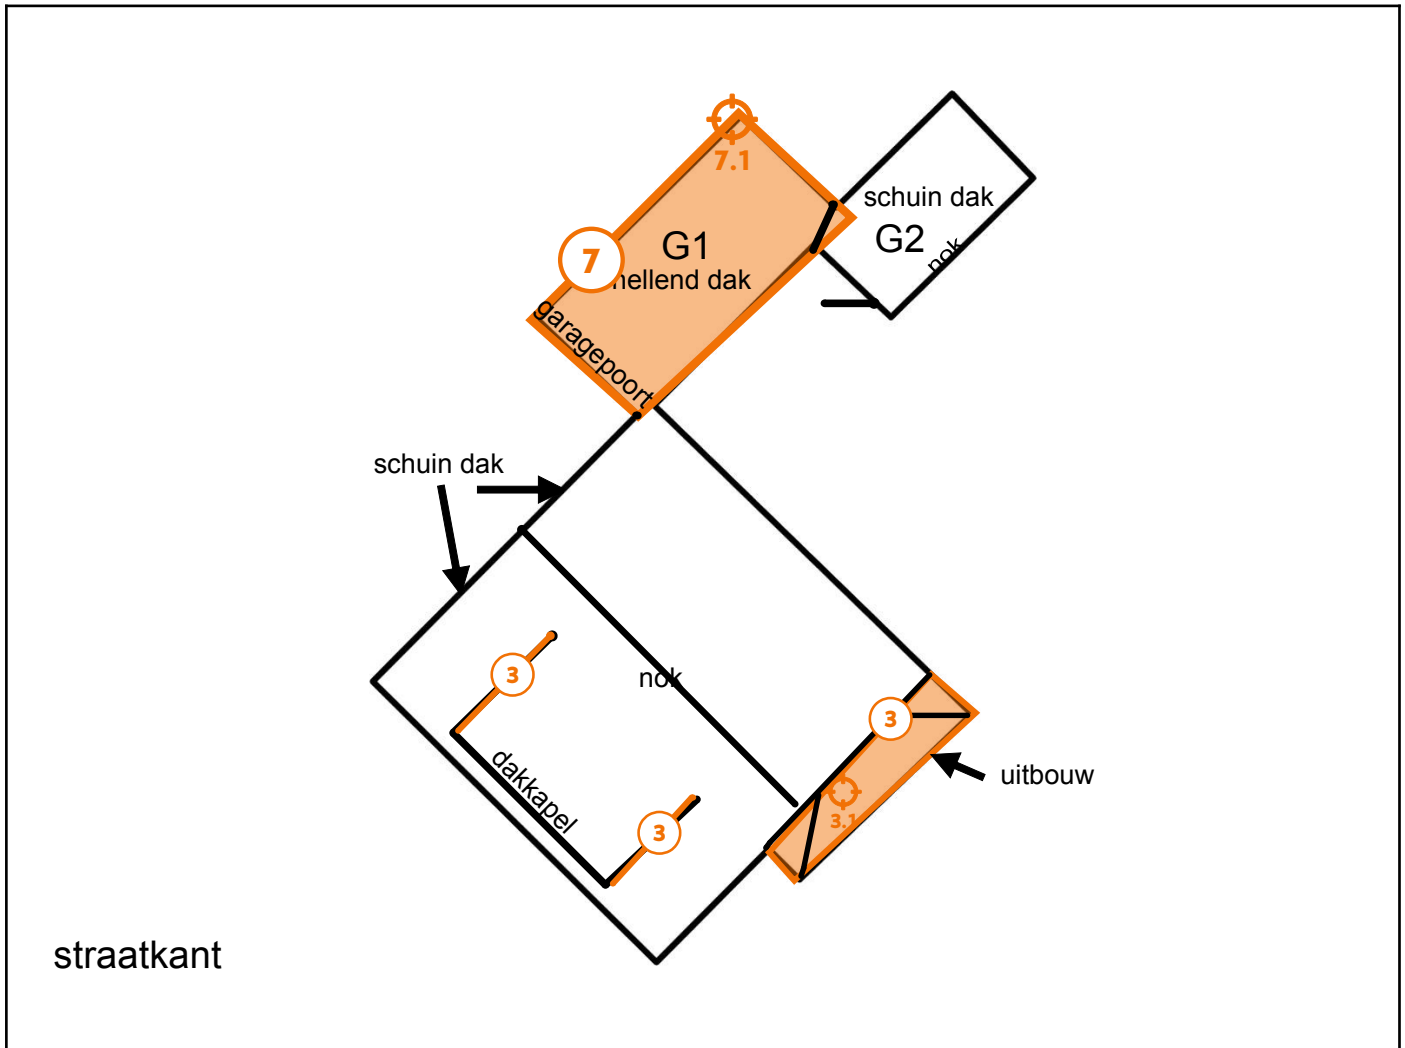 7.1
schuin dak
G2
nok
G1
7
hellend dak
garagepoort
schuin dak
3
nok
3
dakkapel
uitbouw
3.1
3
straatkant